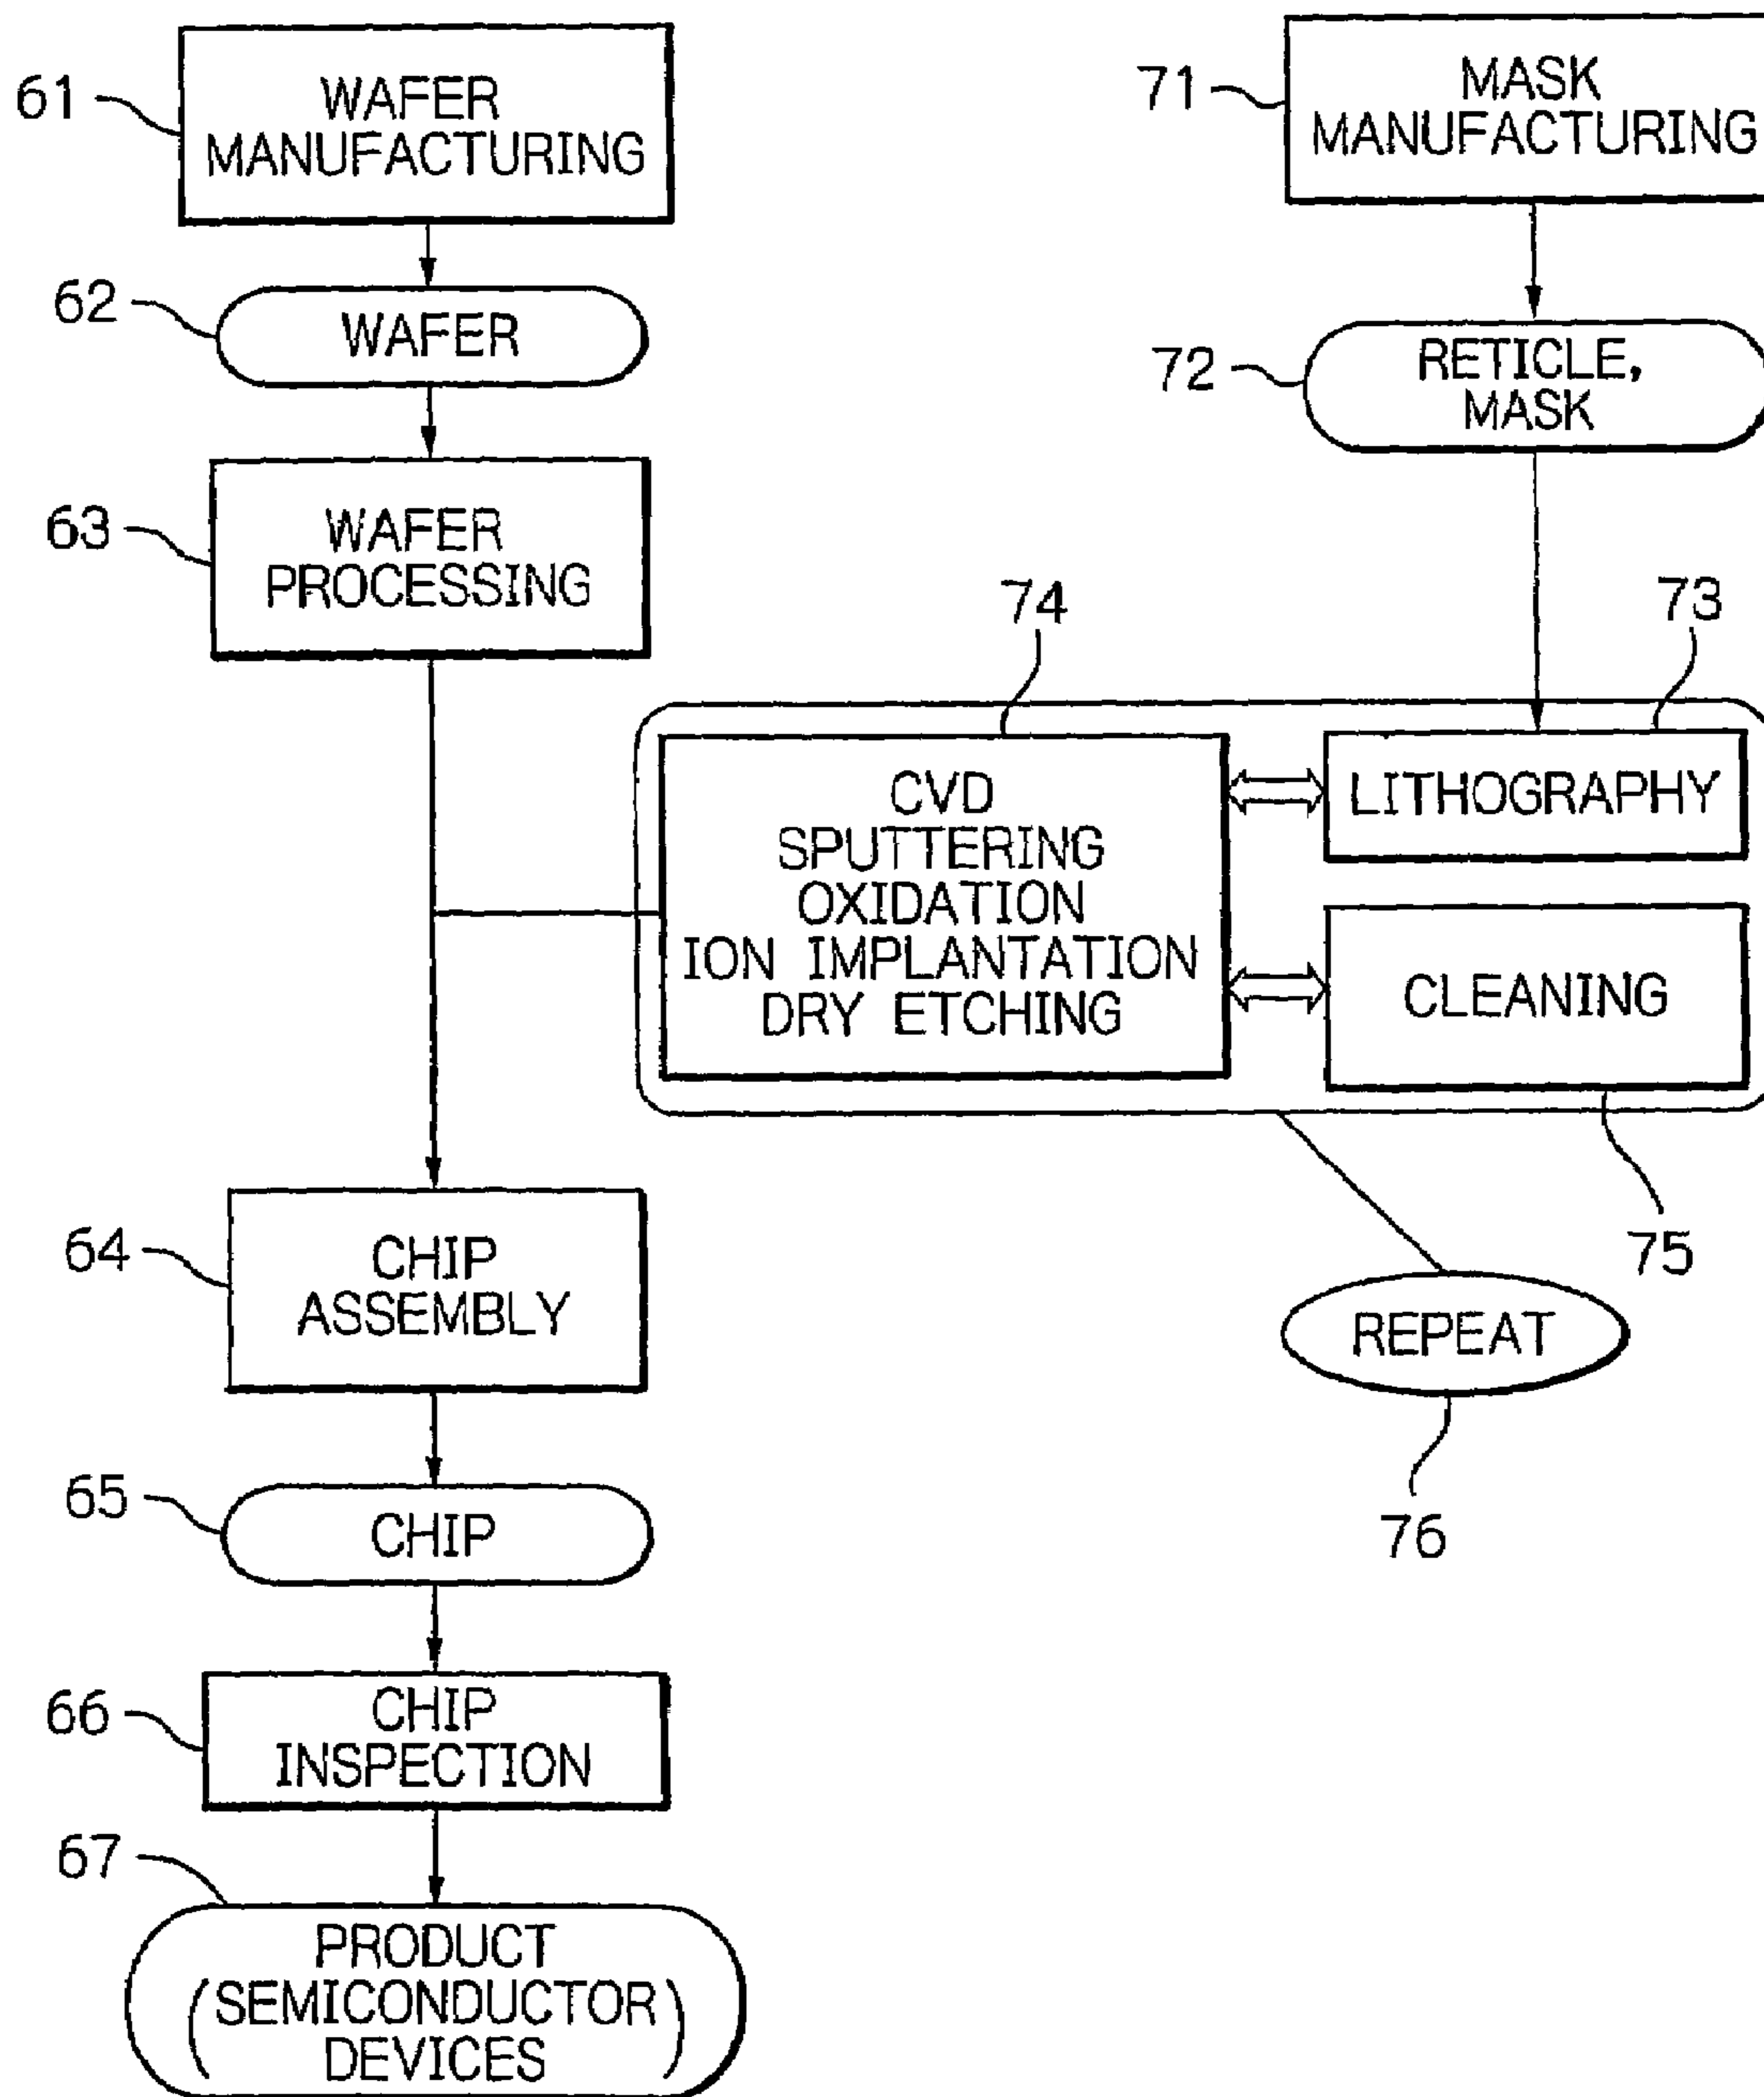 61
WAFER
MANUFACTURING
62
WAFER
63
WAFER
PROCESSING
71
MASK
MANUFACTURING
72
RETICLE,
MASK
74
73
CVD
SPUTTERING
OXIDATION
ION IMPLANTATION
DRY ETCHING
LITHOGRAPHY
CLEANING
75
REPEAT
76
64
CHIP
ASSEMBLY
65
CHIP
66
CHIP
INSPECTION
67
PRODUCT
(SEMICONDUCTOR
DEVICES)